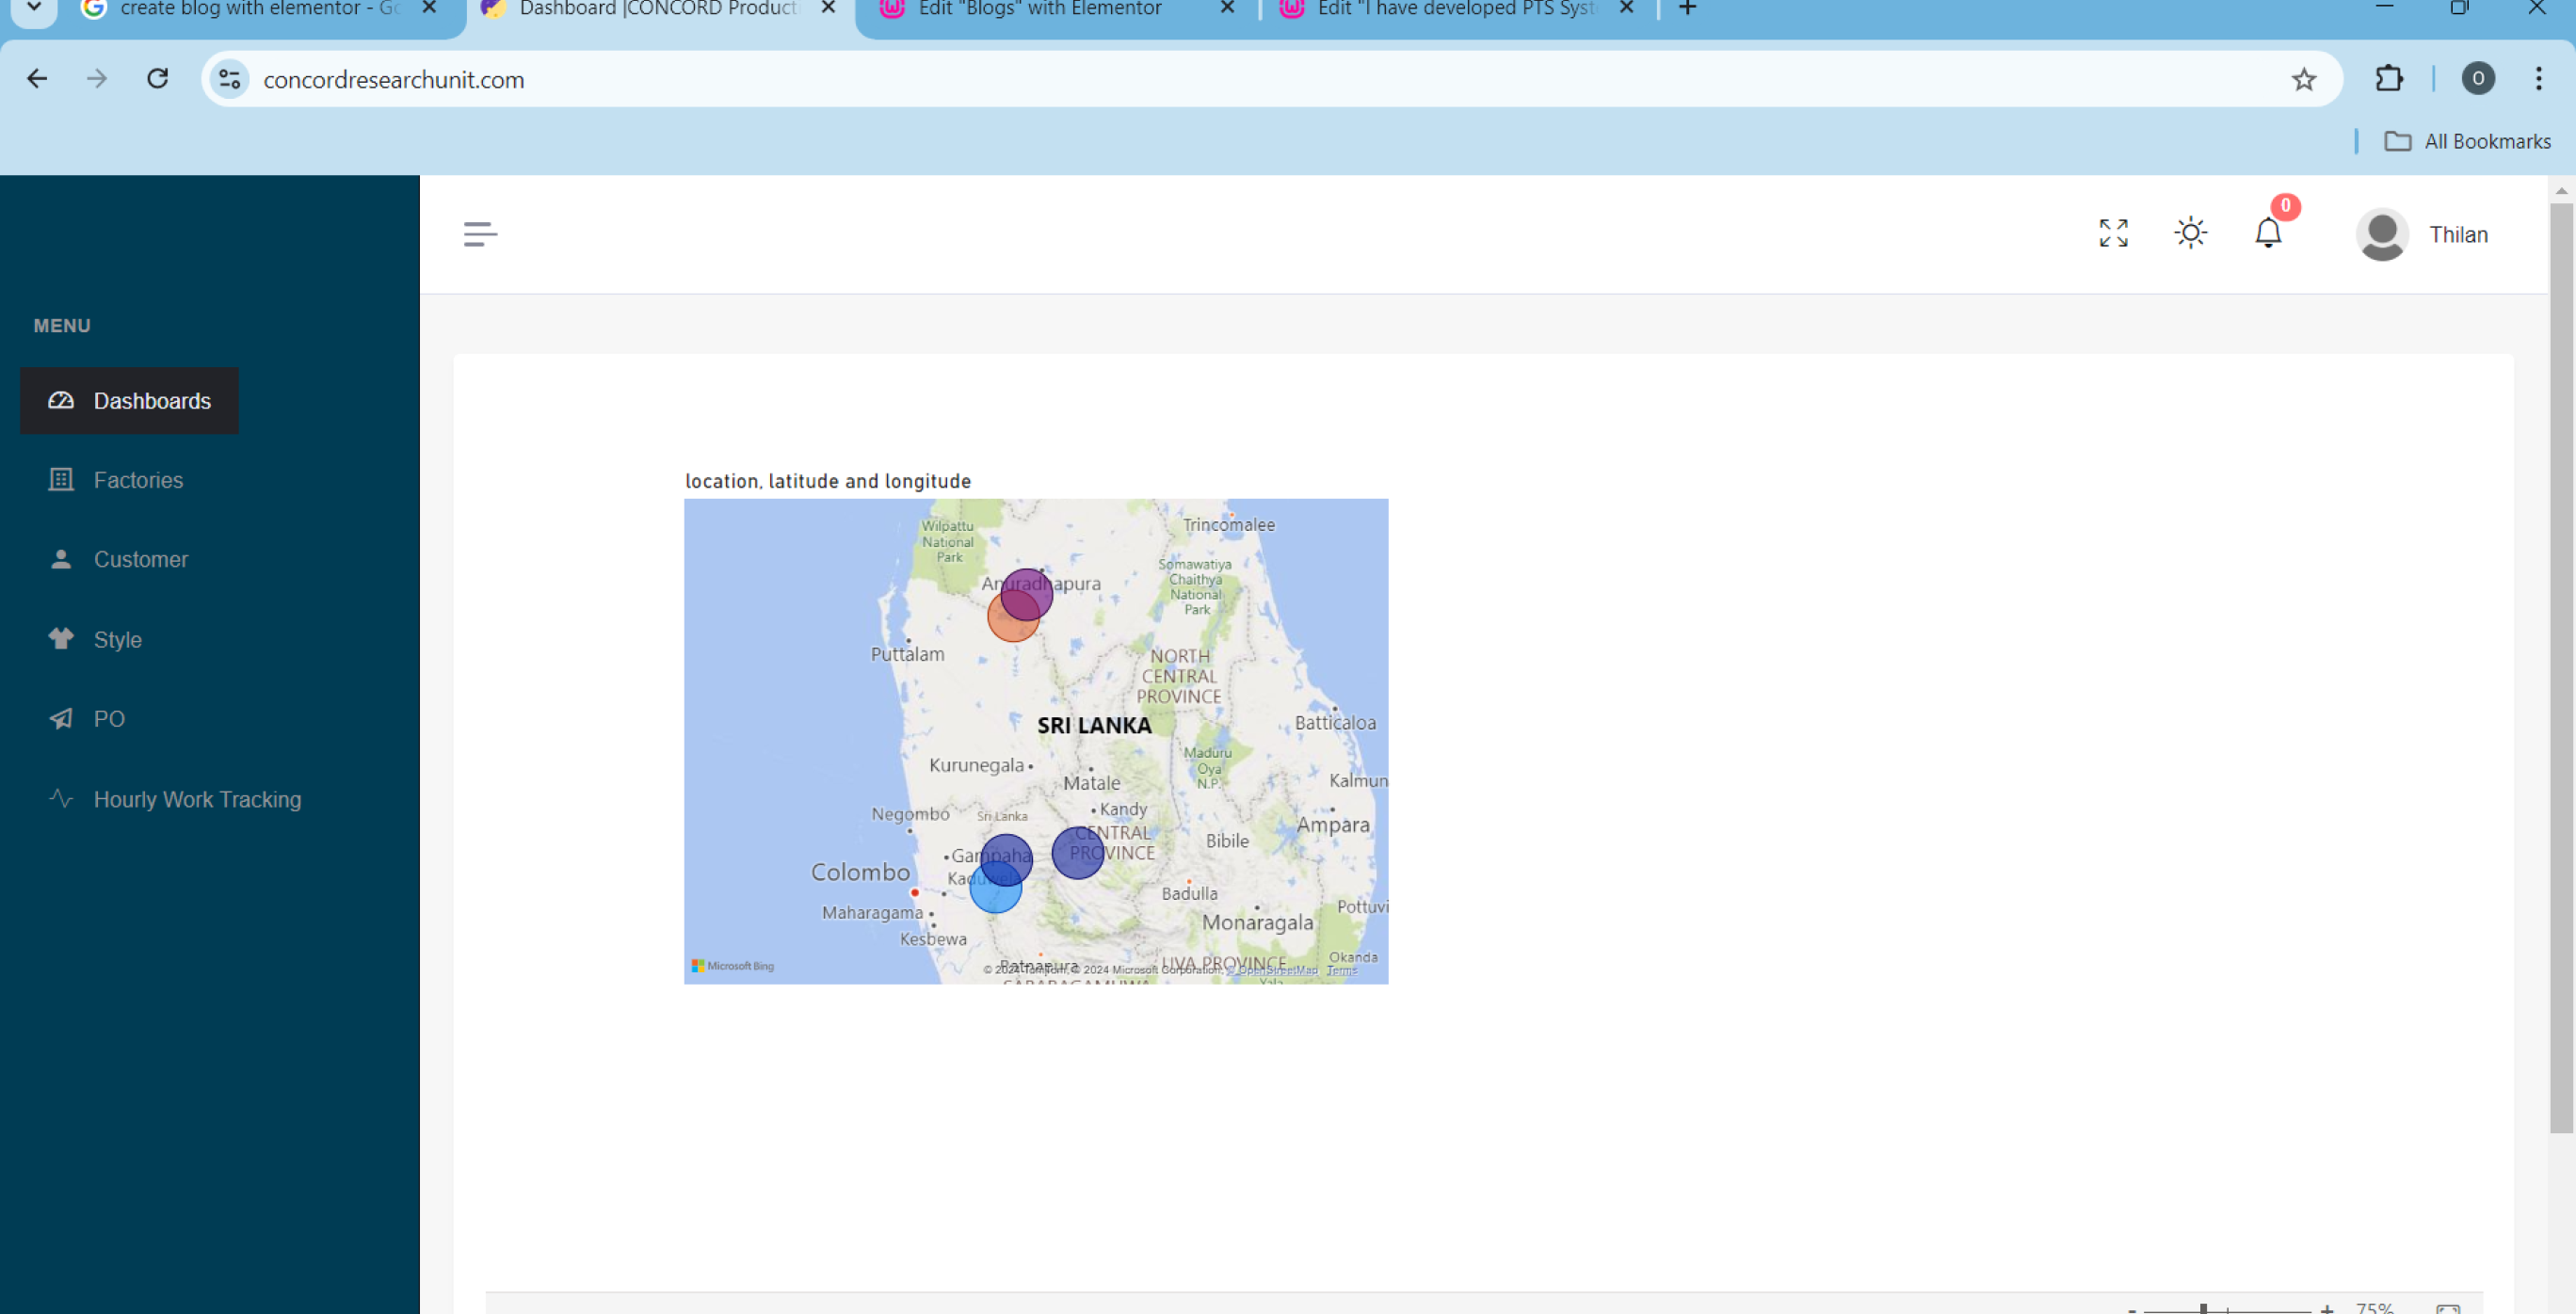 create blog with elementor - Go
Dashboard |CONCORD Producti
Edit "Blogs" with Elementor
Edit "I have developed PTS Syst
concordresearchunit.com
O
All Bookmarks
0
Thilan
MENU
Dashboards
Factories
Customer
Style
PO
Hourly Work Tracking
location, latitude and longitude
Wilpattu
National
Park
Trincomalee
Somawatiya
Chaithya
National
Park
Anuradhapura
Puttalam
NORTH
CENTRAL
PROVINCE
SRI LANKA
Batticaloa
Maduru
Oya
N.P.
Kurunegala
Matale
Kalmun
Negombo
Sri Lanka
Kandy
CENTRAL
PROVINCE
Ampara
Bibile
Gampaha
Colombo
Kaduwela
Badulla
Maharagama
Monaragala
Pottuvi
Kesbewa
Ratnapura
UVA PROVINCE
Okanda
Microsoft Bing
© 2024 TomTom, © 2024 Microsoft Corporation, © OpenStreetMap Terms
SABARAGAMUWA
Yala
- + 75%